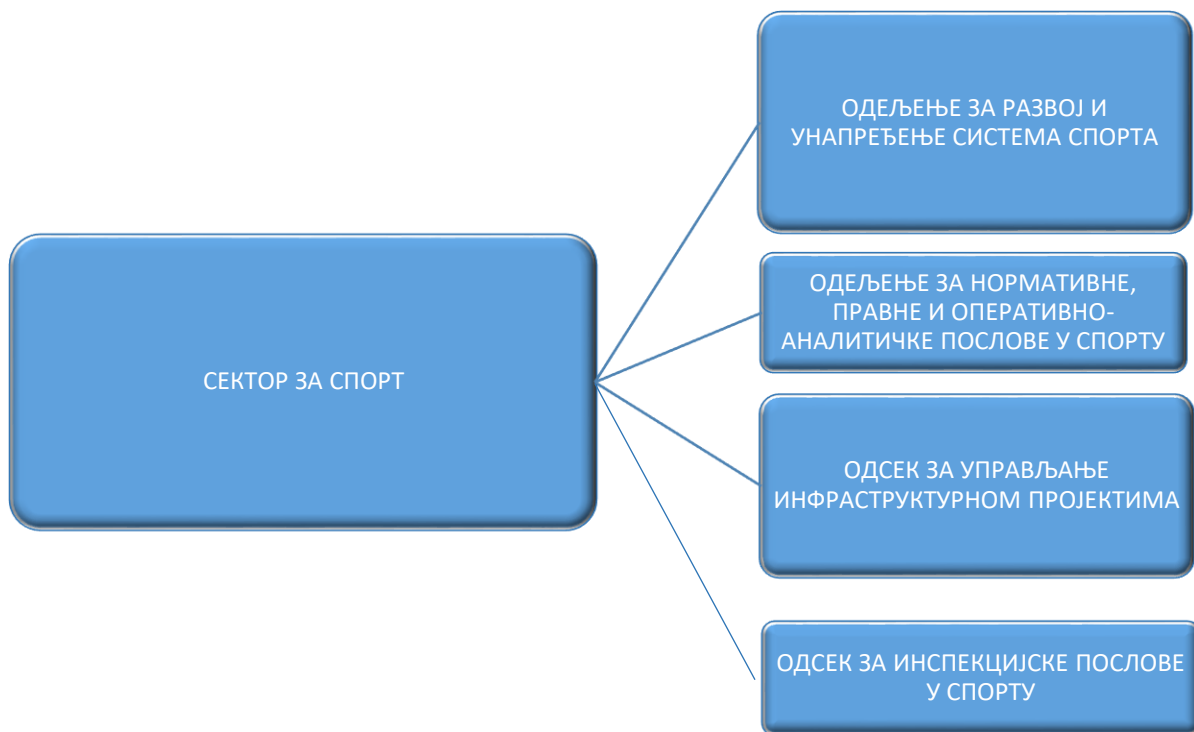 СЕКТОР ЗА СПОРТ
ОДЕЉЕЊЕ ЗА РАЗВОЈ И
УНАПРЕЂЕЊЕ СИСТЕМА СПОРТА
ОДЕЉЕЊЕ ЗА НОРМАТИВНЕ,
ПРАВНЕ И ОПЕРАТИВНО-
АНАЛИТИЧКЕ ПОСЛОВЕ У СПОРТУ
ОДСЕК ЗА УПРАВЉАЊЕ
ИНФРАСТРУКТУРНОМ ПРОЈЕКТИМА
ОДСЕК ЗА ИНСПЕКЦИЈСКЕ ПОСЛОВЕ
У СПОРТУ